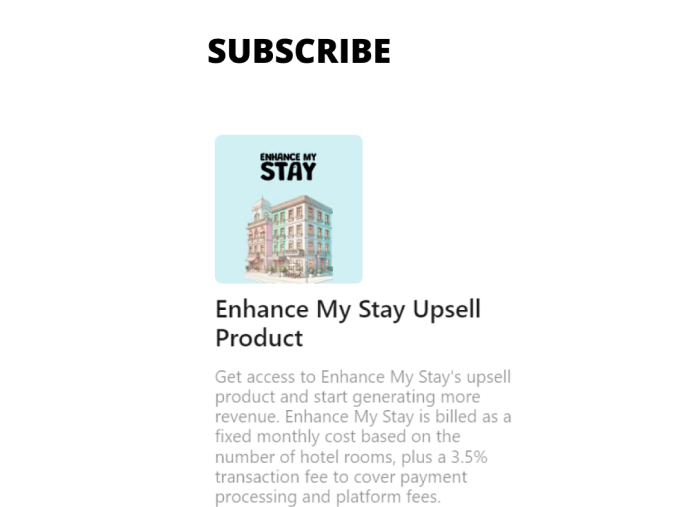 SUBSCRIBE
ENHANCE MY
STAY
Enhance My Stay Upsell
Product
Get access to Enhance My Stay's upsell
product and start generating more
revenue. Enhance My Stay is billed as a
fixed monthly cost based on the
number of hotel rooms, plus a 3.5%
transaction fee to cover payment
processing and platform fees.